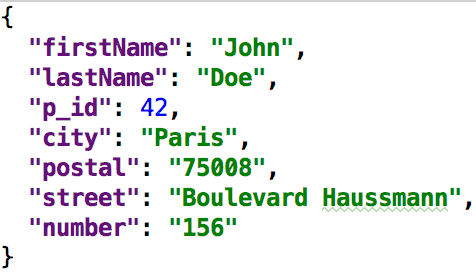 {
"firstName": "John",
"lastName": "Doe",
"p_id": 42,
"city": "Paris",
"postal": "75008",
"street": "Boulevard Haussmann",
"number": "156"
}